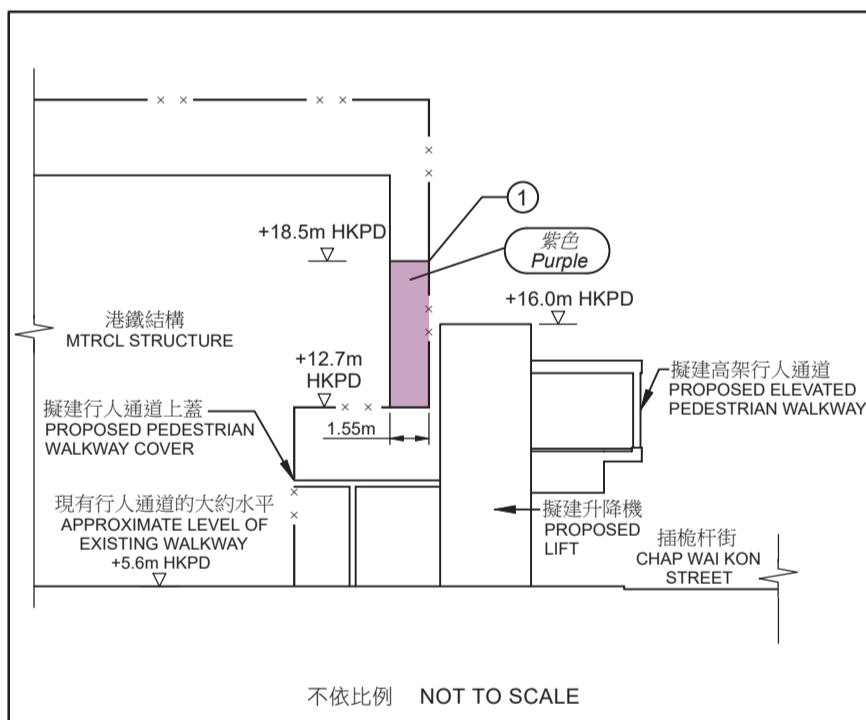 1
+18.5m HKPD
紫色
Purple
+16.0m HKPD
港鐵結構
MTRCL STRUCTURE
+12.7m
HKPD
擬建高架行人通道
PROPOSED ELEVATED
PEDESTRIAN WALKWAY
擬建行人通道上蓋
PROPOSED PEDESTRIAN
WALKWAY COVER
1.55m
現有行人通道的大約水平
APPROXIMATE LEVEL OF
EXISTING WALKWAY
+5.6m HKPD
擬建升降機
PROPOSED
LIFT
插桅杆街
CHAP WAI KON
STREET
不依比例 NOT TO SCALE